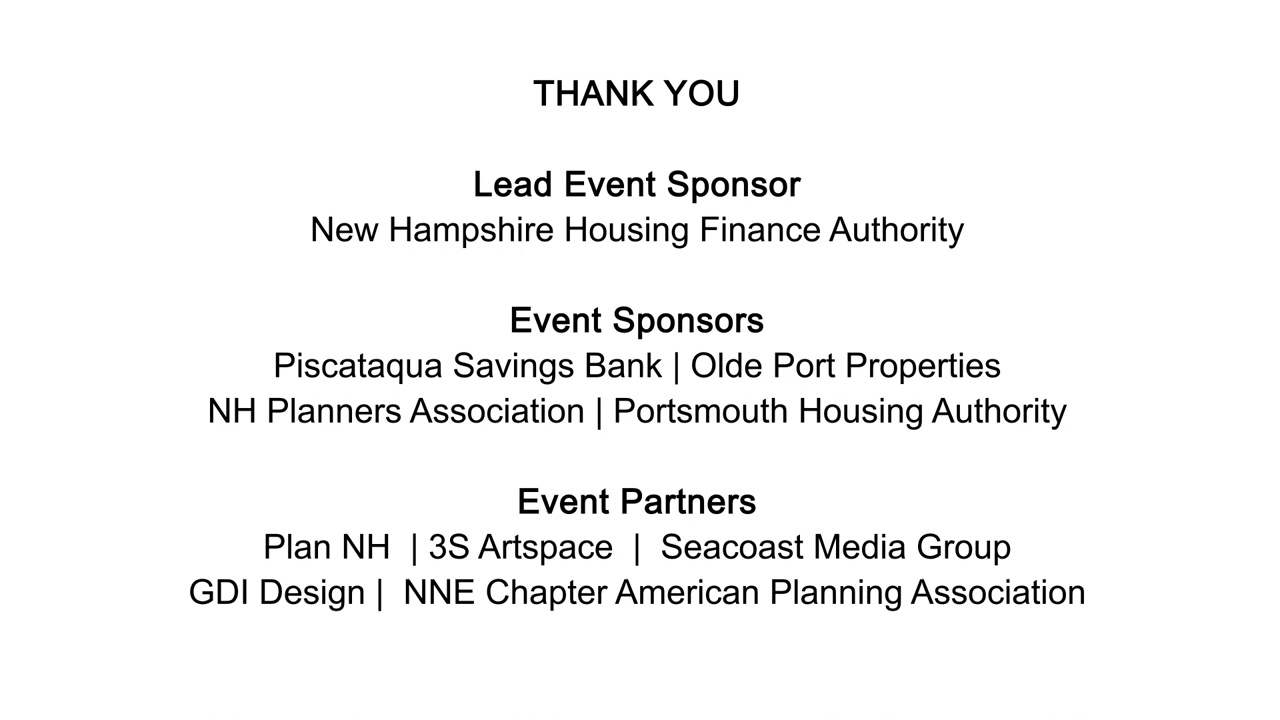 THANK YOU
Lead Event Sponsor
New Hampshire Housing Finance Authority
Event Sponsors
Piscataqua Savings Bank | Olde Port Properties
NH Planners Association | Portsmouth Housing Authority
Event Partners
Plan NH | 3S Artspace | Seacoast Media Group
GDI Design | NNE Chapter American Planning Association